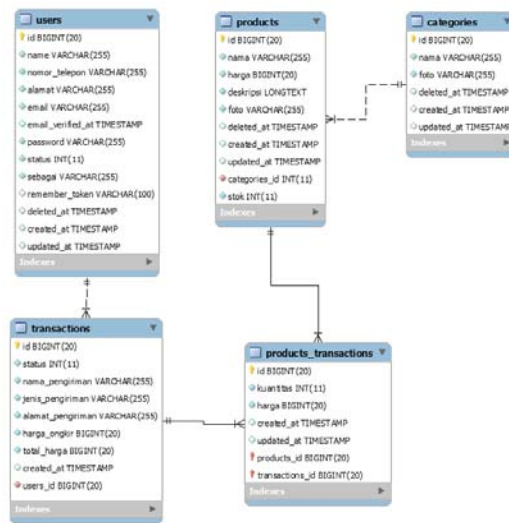 users
id BIGINT(20)
name VARCHAR(255)
nomor_telepon VARCHAR(255)
alamat VARCHAR(255)
email VARCHAR(255)
email_verified_at TIMESTAMP
password VARCHAR(255)
status INT(11)
sebagai VARCHAR(255)
remember_token VARCHAR(100)
deleted_at TIMESTAMP
created_at TIMESTAMP
updated_at TIMESTAMP
Indexes
products
id BIGINT(20)
nama VARCHAR(255)
harga BIGINT(20)
deskripsi LONGTEXT
foto VARCHAR(255)
deleted_at TIMESTAMP
created_at TIMESTAMP
updated_at TIMESTAMP
categories_id INT(11)
stok INT(11)
Indexes
categories
id BIGINT(20)
nama VARCHAR(255)
foto VARCHAR(255)
deleted_at TIMESTAMP
created_at TIMESTAMP
updated_at TIMESTAMP
Indexes
transactions
id BIGINT(20)
status INT(11)
nama_pengiriman VARCHAR(255)
jenis_pengiriman VARCHAR(255)
alamat_pengiriman VARCHAR(255)
harga_ongkir BIGINT(20)
total_harga BIGINT(20)
created_at TIMESTAMP
users_id BIGINT(20)
Indexes
products_transactions
id BIGINT(20)
kuantitas INT(11)
harga BIGINT(20)
created_at TIMESTAMP
updated_at TIMESTAMP
products_id BIGINT(20)
transactions_id BIGINT(20)
Indexes